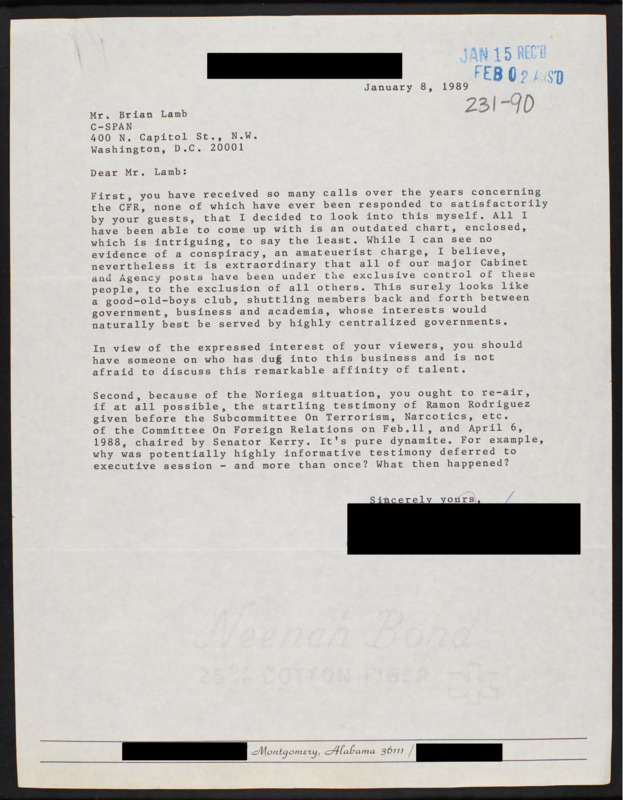 JAN 15 REC'D
FEB 02 ANS'D
January 8, 1989
231-90
Mr. Brian Lamb
C-SPAN
400 N. Capitol St., N.W.
Washington, D.C. 20001
Dear Mr. Lamb:
First, you have received so many calls over the years concerning
the CFR, none of which have ever been responded to satisfactorily
by your guests, that I decided to look into this myself. All I
have been able to come up with is an outdated chart, enclosed,
which is intriguing, to say the least. While I can see no
evidence of a conspiracy, an amateuerist charge, I believe,
nevertheless it is extraordinary that all of our major Cabinet
and Agency posts have been under the exclusive control of these
people, to the exclusion of all others. This surely looks like
a good-old-boys club, shuttling members back and forth between
government, business and academia, whose interests would
naturally best be served by highly centralized governments.
In view of the expressed interest of your viewers, you should
have someone on who has dug into this business and is not
afraid to discuss this remarkable affinity of talent.
Second, because of the Noriega situation, you ought to re-air,
if at all possible, the startling testimony of Ramon Rodriguez
given before the Subcommittee On Terrorism, Narcotics, etc.
of the Committee On Foreign Relations on Feb.11, and April 6,
1988, chaired by Senator Kerry. It's pure dynamite. For example,
why was potentially highly informative testimony deferred to
executive session - and more than once? What then happened?
Sincerely yours,
Neenah Bond
25% COTTON FIBER
Montgomery, Alabama 36111 /